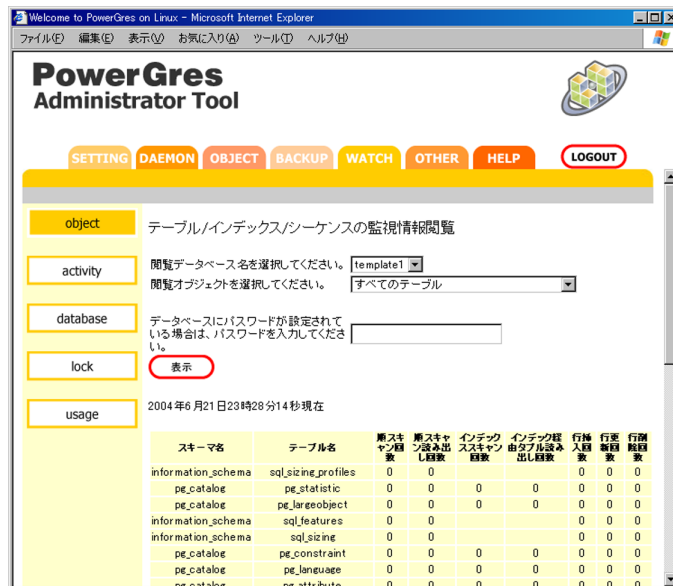 Welcome to PowerGres on Linux - Microsoft Internet Explorer
ファイル(F) 編集(E) 表示(V) お気に入り(A) ツール(T) ヘルプ(H)
PowerGres
Administrator Tool
SETTING DAEMON OBJECT BACKUP WATCH OTHER HELP LOGOUT
object
テーブル/インデックス/シーケンスの監視情報閲覧
activity
閲覧データベース名を選択してください。 template1
閲覧オブジェクトを選択してください。 すべてのテーブル
database
データベースにパスワードが設定されて
いる場合は、パスワードを入力してくださ
い。
lock
表示
usage
2004年6月21日23時28分14秒現在
スキーマ名 テーブル名 順スキャン回数 順スキャン読み出し回数 インデックススキャン回数 インデックス経由タプル読み出し回数 行挿入回数 行更新回数 行削除回数
information_schema sql_sizing_profiles 0 0 0 0 0
pg_catalog pg_statistic 0 0 0 0 0 0 0
pg_catalog pg_largeobject 0 0 0 0 0 0 0
information_schema sql_features 0 0 0 0 0
information_schema sql_sizing 0 0 0 0 0
pg_catalog pg_constraint 0 0 0 0 0 0 0
pg_catalog pg_language 0 0 0 0 0 0 0
pg_catalog pg_attribute 0 0 0 0 0 0 0